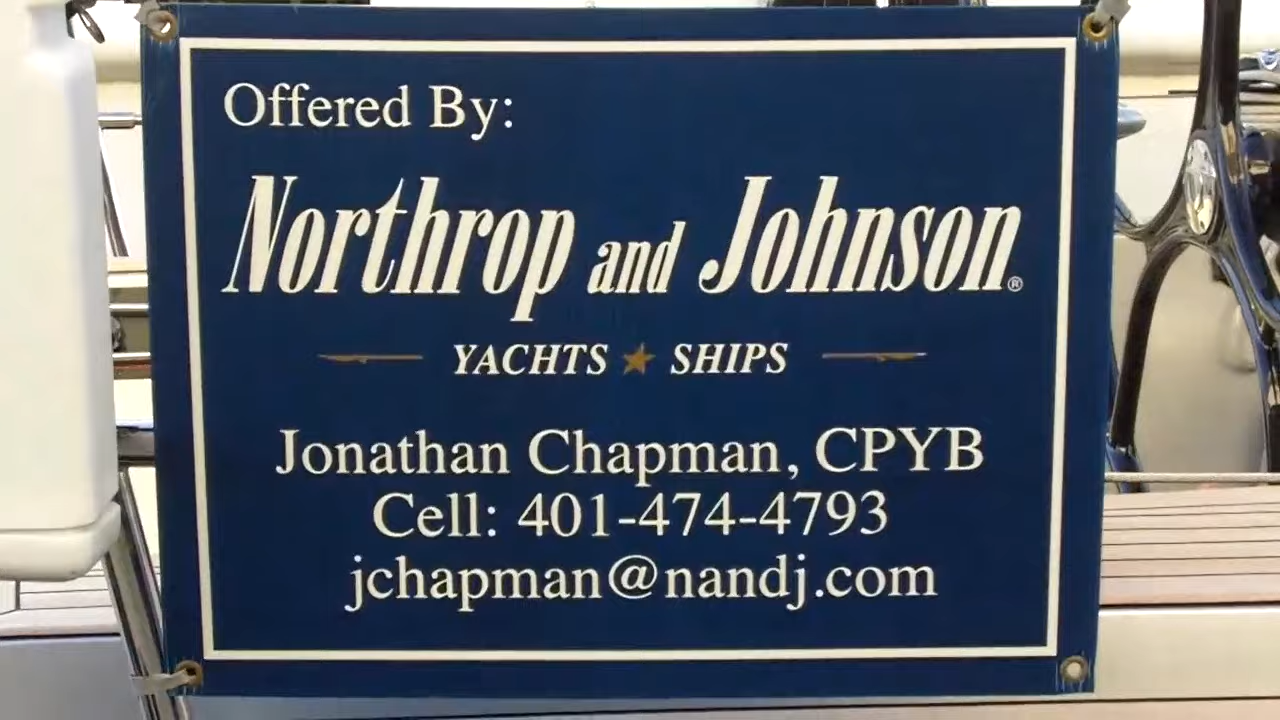 Offered By:
Northrop and Johnson®
YACHTS ★ SHIPS
Jonathan Chapman, CPYB
Cell: 401-474-4793
jchapman@nandj.com